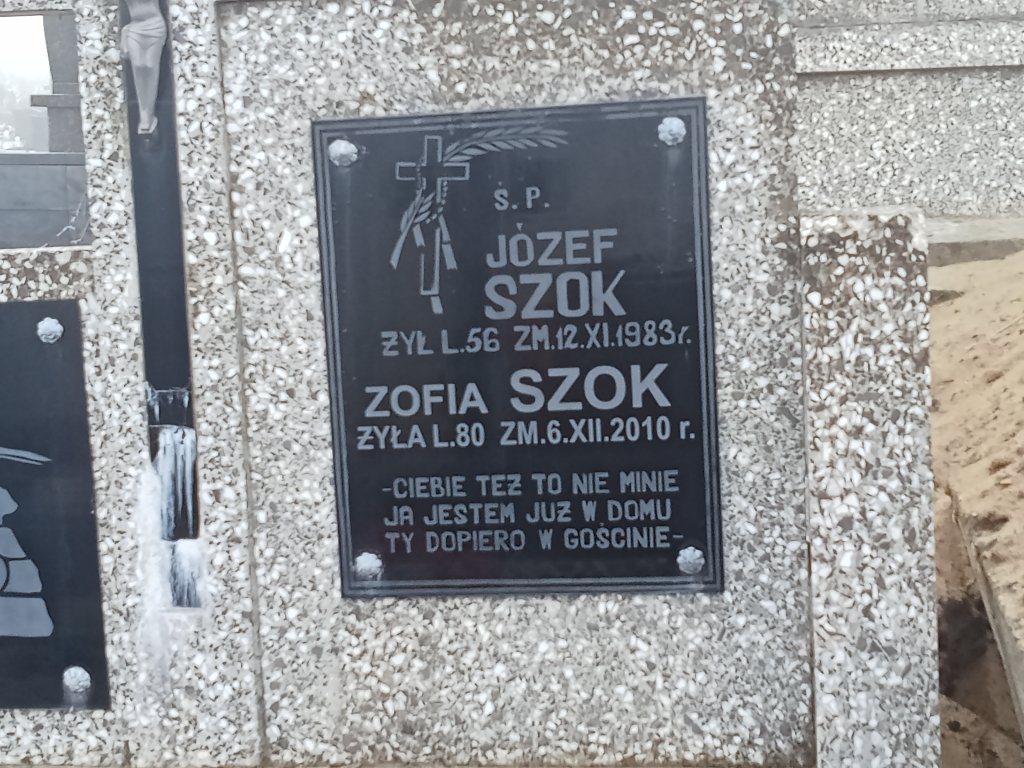 Ś. P.
JÓZEF
SZOK
ŻYŁ L.56 ZM.12.XI.1983r.
ZOFIA SZOK
ŻYŁA L.80 ZM.6.XII.2010 r.
-CIEBIE TEŻ TO NIE MINIE
JA JESTEM JUŻ W DOMU
TY DOPIERO W GOŚCINIE-